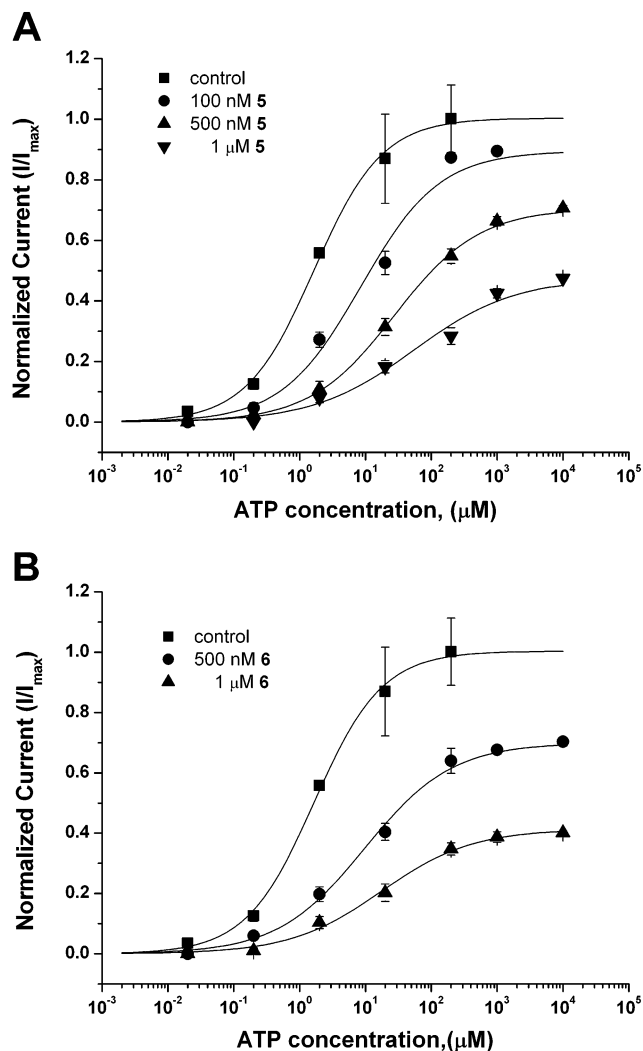 A
Normalized Current (I/Imax)
1.2
1.0
0.8
0.6
0.4
0.2
0.0
control
100 nM 5
500 nM 5
1 μM 5
10⁻³ 10⁻² 10⁻¹ 10⁰ 10¹ 10² 10³ 10⁴ 10⁵
ATP concentration, (μM)
B
Normalized Current (I/Imax)
1.2
1.0
0.8
0.6
0.4
0.2
0.0
control
500 nM 6
1 μM 6
10⁻³ 10⁻² 10⁻¹ 10⁰ 10¹ 10² 10³ 10⁴ 10⁵
ATP concentration,(μM)